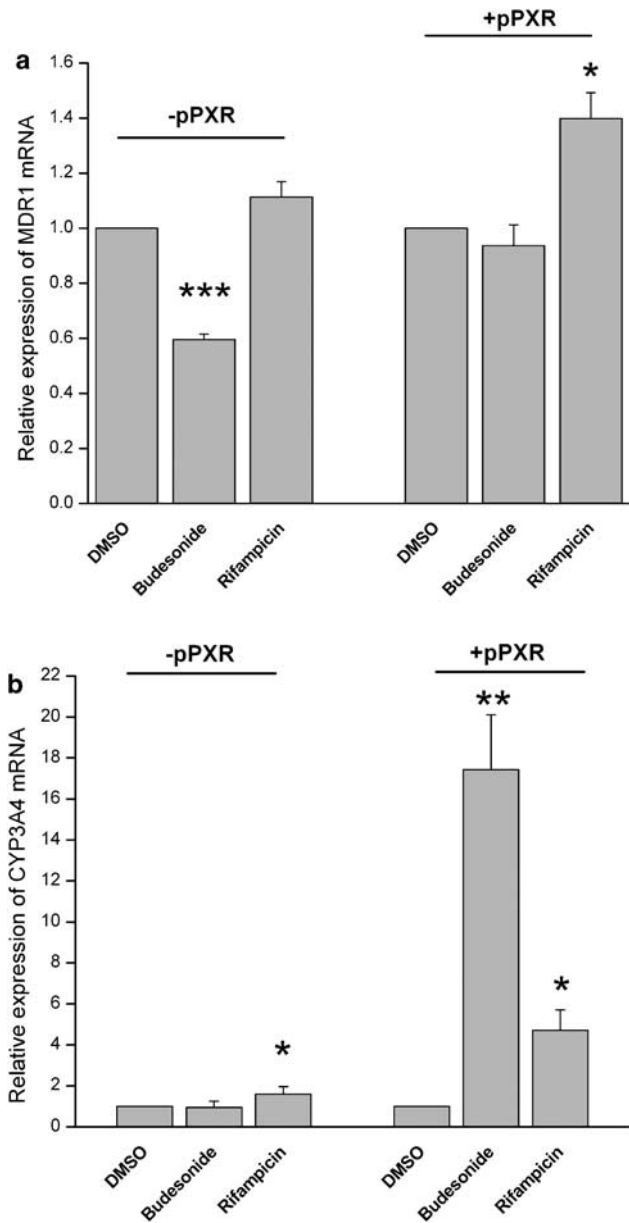 +pPXR
a
-pPXR
*
***
Relative expression of MDR1 mRNA
1.6
1.4
1.2
1.0
0.8
0.6
0.4
0.2
0.0
DMSO
Budesonide
Rifampicin
DMSO
Budesonide
Rifampicin
b
-pPXR
+pPXR
**
*
*
Relative expression of CYP3A4 mRNA
22
20
18
16
14
12
10
8
6
4
2
0
DMSO
Budesonide
Rifampicin
DMSO
Budesonide
Rifampicin